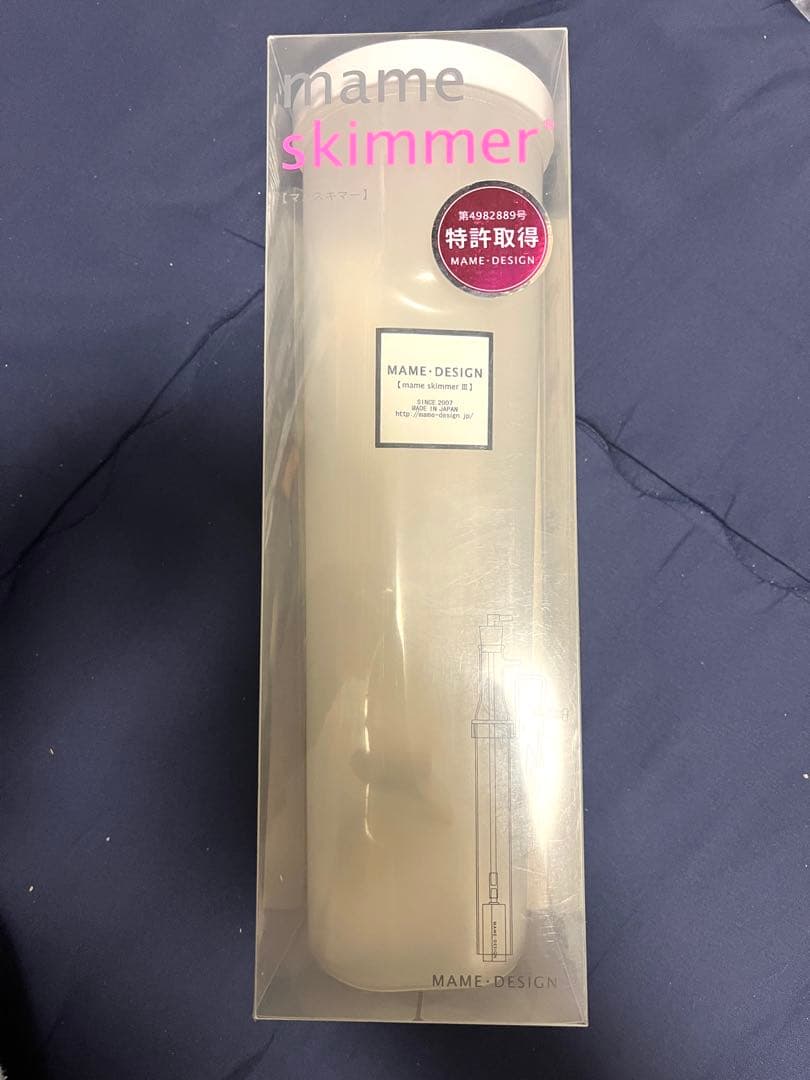 mame
skimmer®
【マメスキマー】
第4982889号
特許取得
MAME・DESIGN
MAME・DESIGN
【mame skimmer Ⅲ】
SINCE.2007
MADE IN JAPAN
http://mame-design.jp/
MAME・DESIGN
MAME・DESIGN